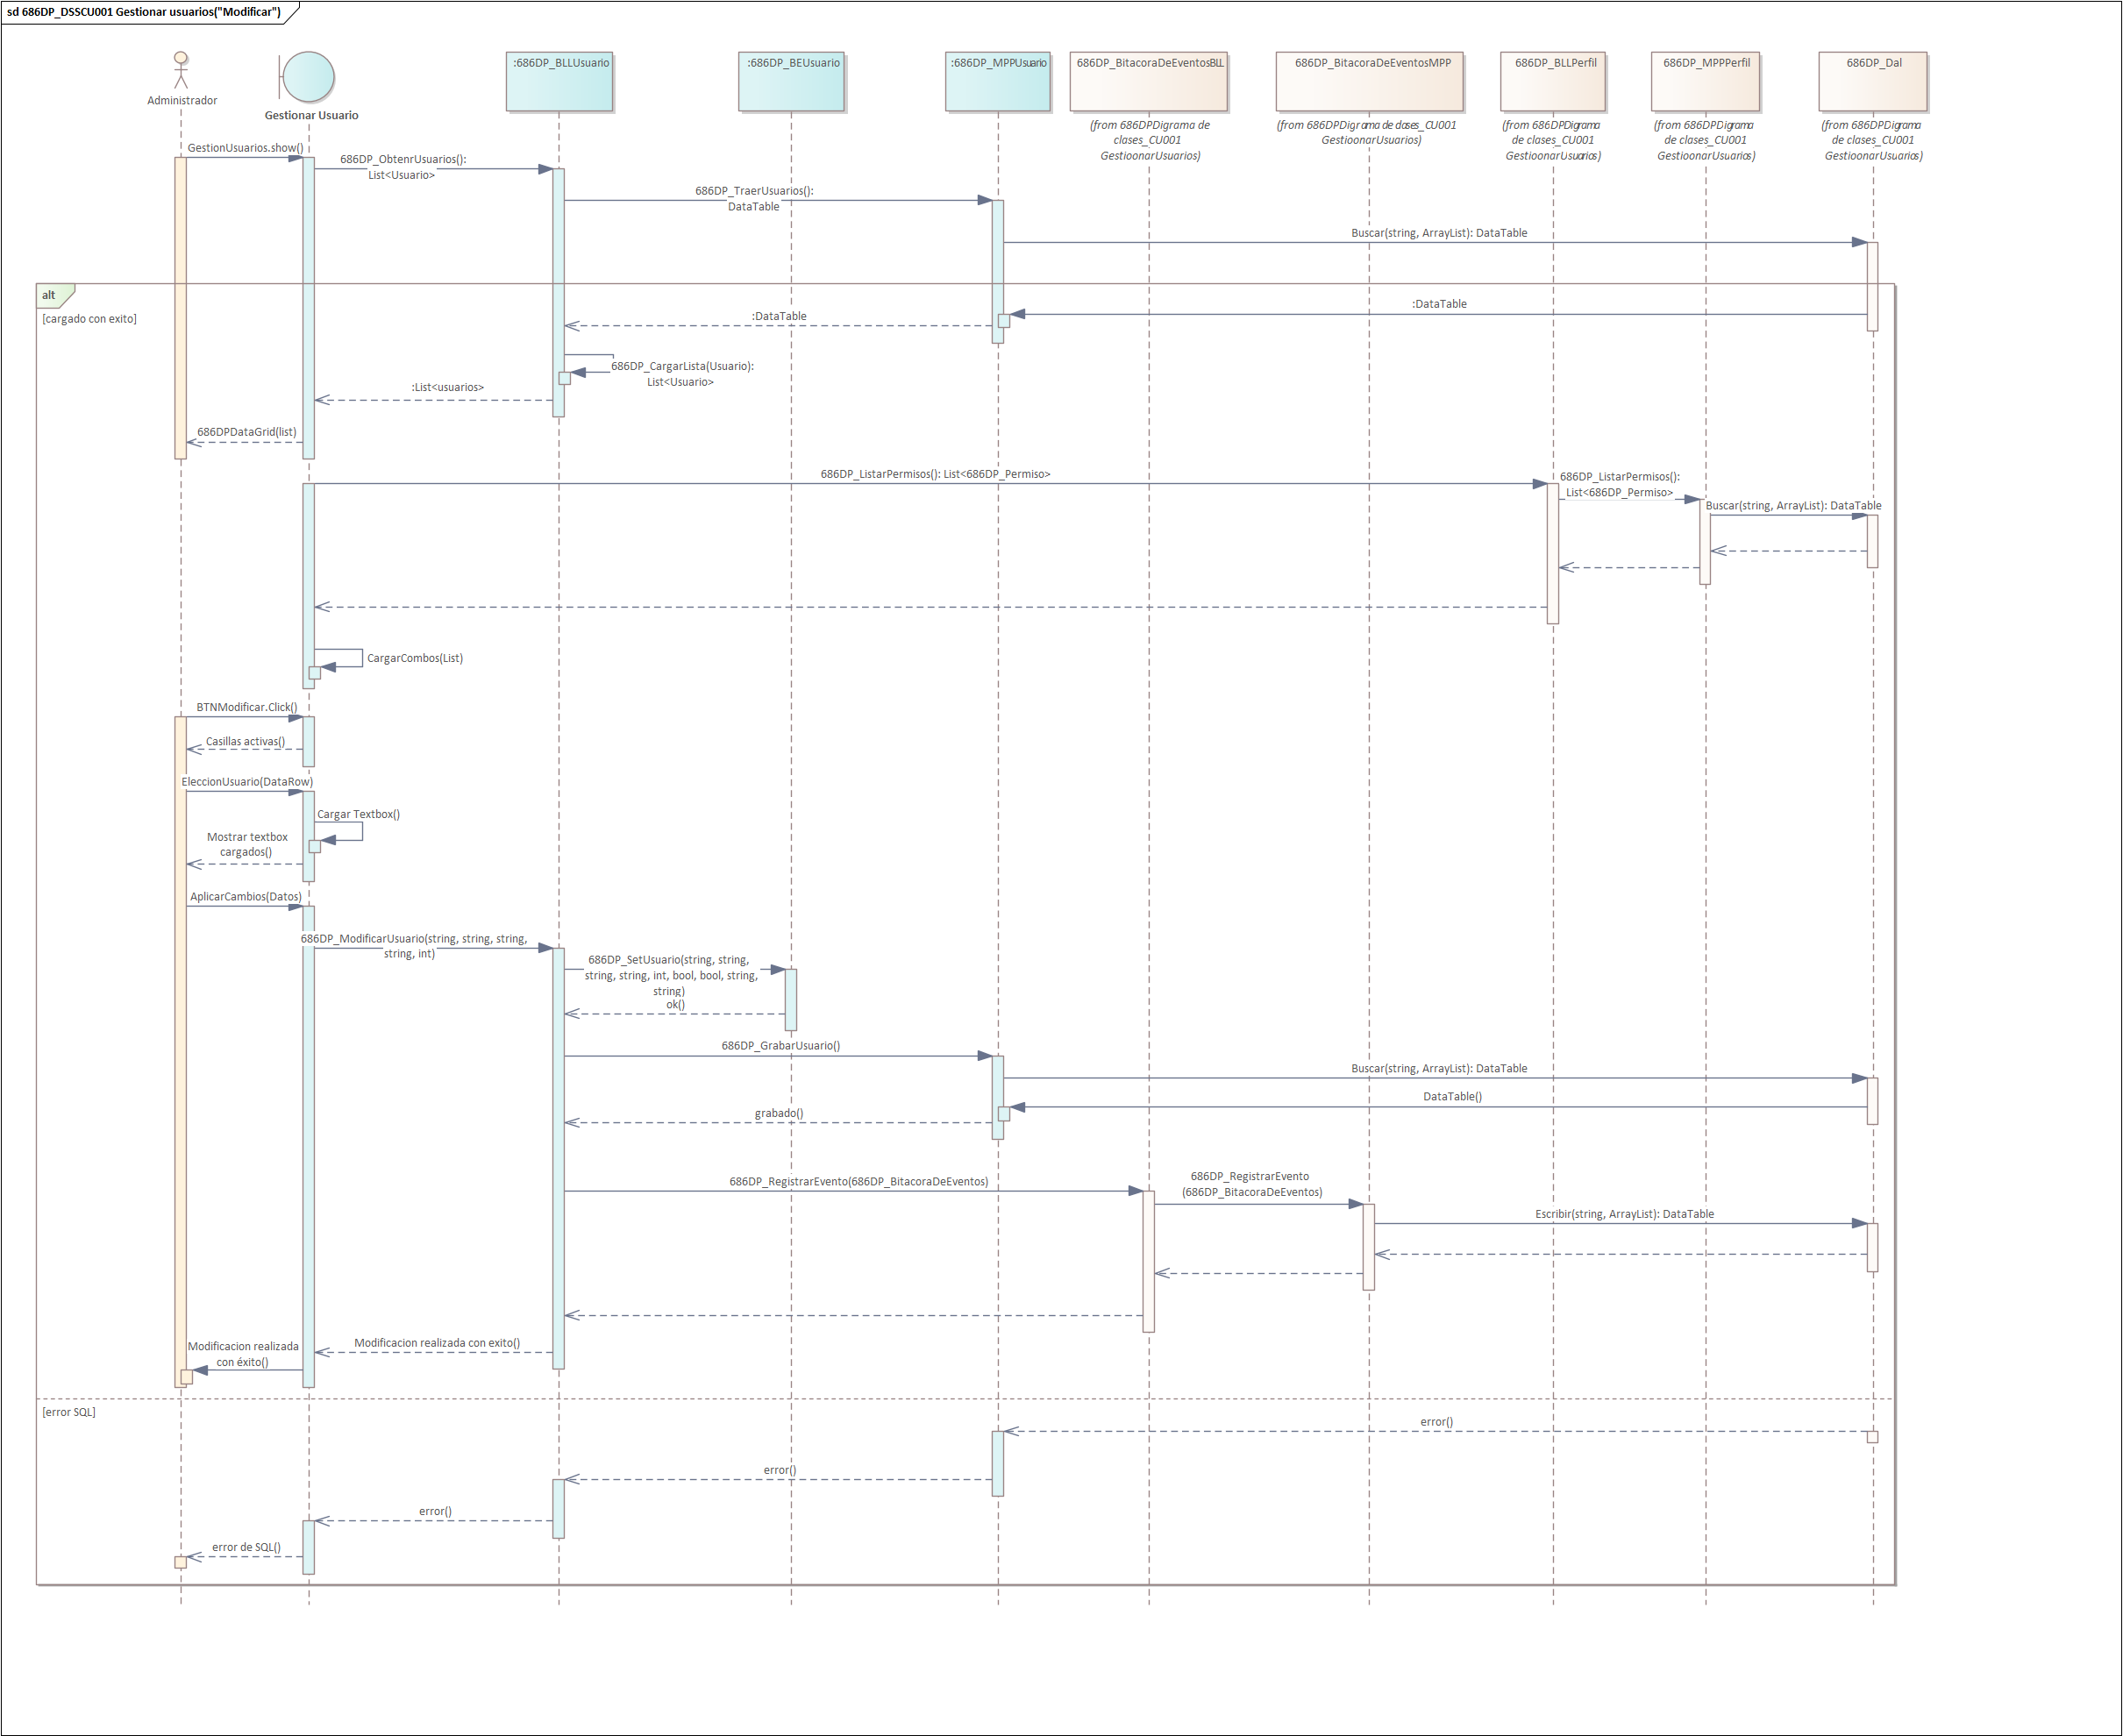 sd 686DP_DSSCU001 Gestionar usuarios("Modificar")
Administrador
Gestionar Usuario
:686DP_BLLUsuario
:686DP_BEUsuario
:686DP_MPPUsuario
686DP_BitacoraDeEventosBLL
(from 686DPDigrama de
clases_CU001
GestioonarUsuarios)
686DP_BitacoraDeEventosMPP
(from 686DPDigrama de clases_CU001
GestioonarUsuarios)
686DP_BLLPerfil
(from 686DPDigrama
de clases_CU001
GestioonarUsuarios)
686DP_MPPPerfil
(from 686DPDigrama
de clases_CU001
GestioonarUsuarios)
686DP_Dal
(from 686DPDigrama
de clases_CU001
GestioonarUsuarios)
GestionUsuarios.show()
686DP_ObtenrUsuarios():
List<Usuario>
686DP_TraerUsuarios():
DataTable
Buscar(string, ArrayList): DataTable
alt
[cargado con exito]
:DataTable
:DataTable
686DP_CargarLista(Usuario):
List<Usuario>
:List<usuarios>
686DPDataGrid(list)
686DP_ListarPermisos(): List<686DP_Permiso>
686DP_ListarPermisos():
List<686DP_Permiso>
Buscar(string, ArrayList): DataTable
CargarCombos(List)
BTNModificar.Click()
Casillas activas()
EleccionUsuario(DataRow)
Cargar Textbox()
Mostrar textbox
cargados()
AplicarCambios(Datos)
686DP_ModificarUsuario(string, string, string,
string, int)
686DP_SetUsuario(string, string,
string, string, int, bool, bool, string,
string)
ok()
686DP_GrabarUsuario()
Buscar(string, ArrayList): DataTable
DataTable()
grabado()
686DP_RegistrarEvento(686DP_BitacoraDeEventos)
686DP_RegistrarEvento
(686DP_BitacoraDeEventos)
Escribir(string, ArrayList): DataTable
Modificacion realizada con exito()
Modificacion realizada
con éxito()
[error SQL]
error()
error()
error()
error de SQL()